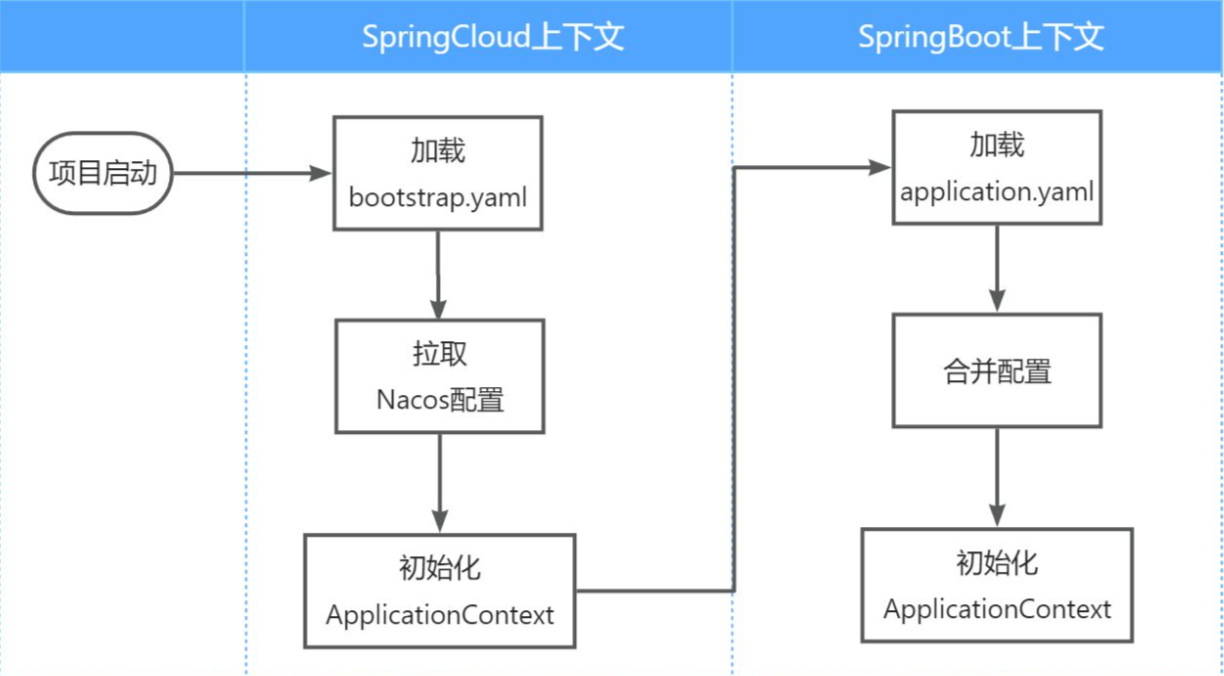 SpringCloud上下文
SpringBoot上下文
项目启动
加载
bootstrap.yaml
拉取
Nacos配置
初始化
ApplicationContext
加载
application.yaml
合并配置
初始化
ApplicationContext